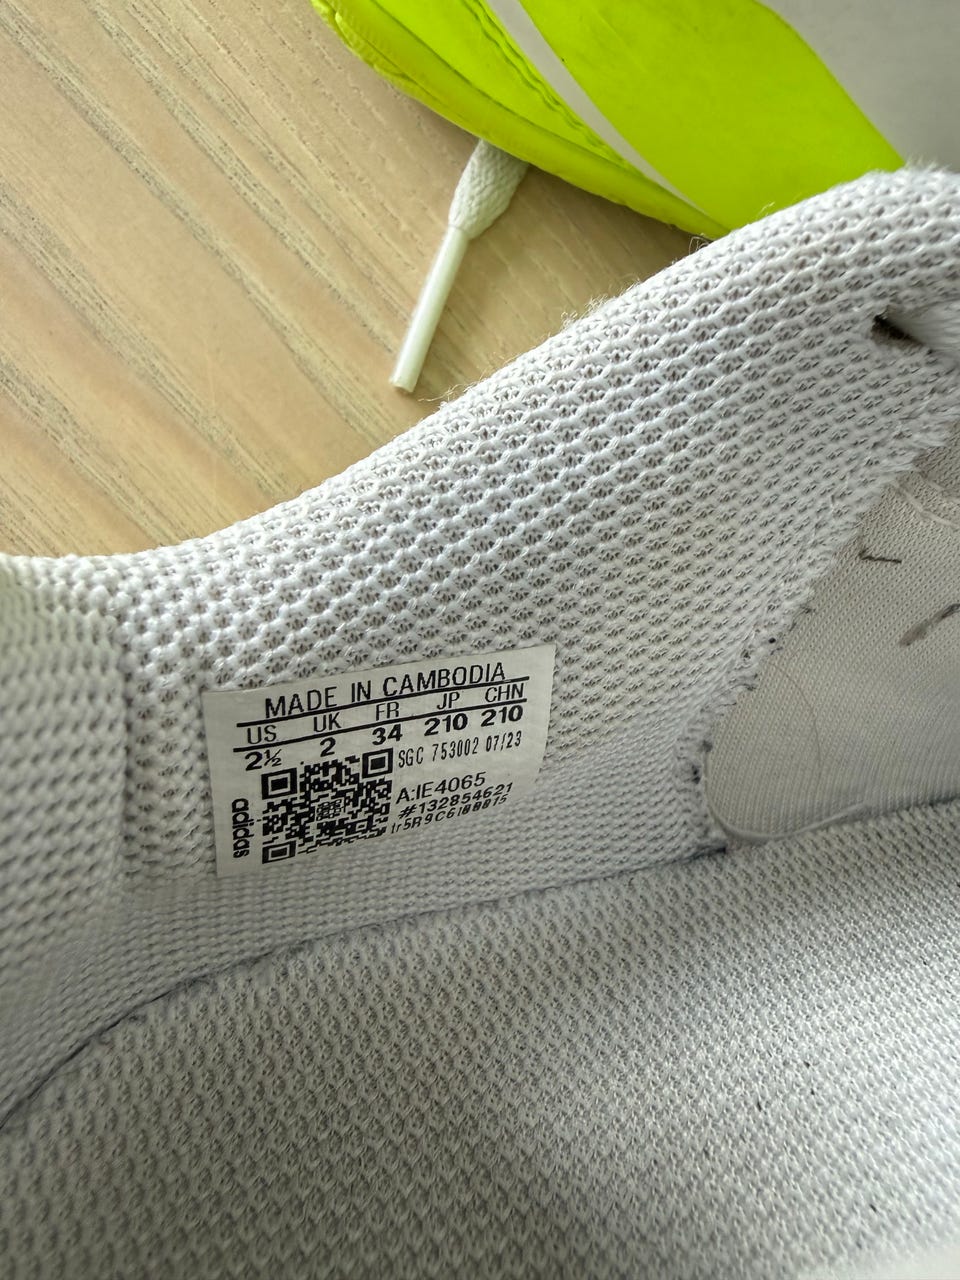 MADE IN CAMBODIA
US UK FR JP CHN
2½ 2 34 210 210
SGC 753002 07/23
A:IE4065
#132854621
adidas